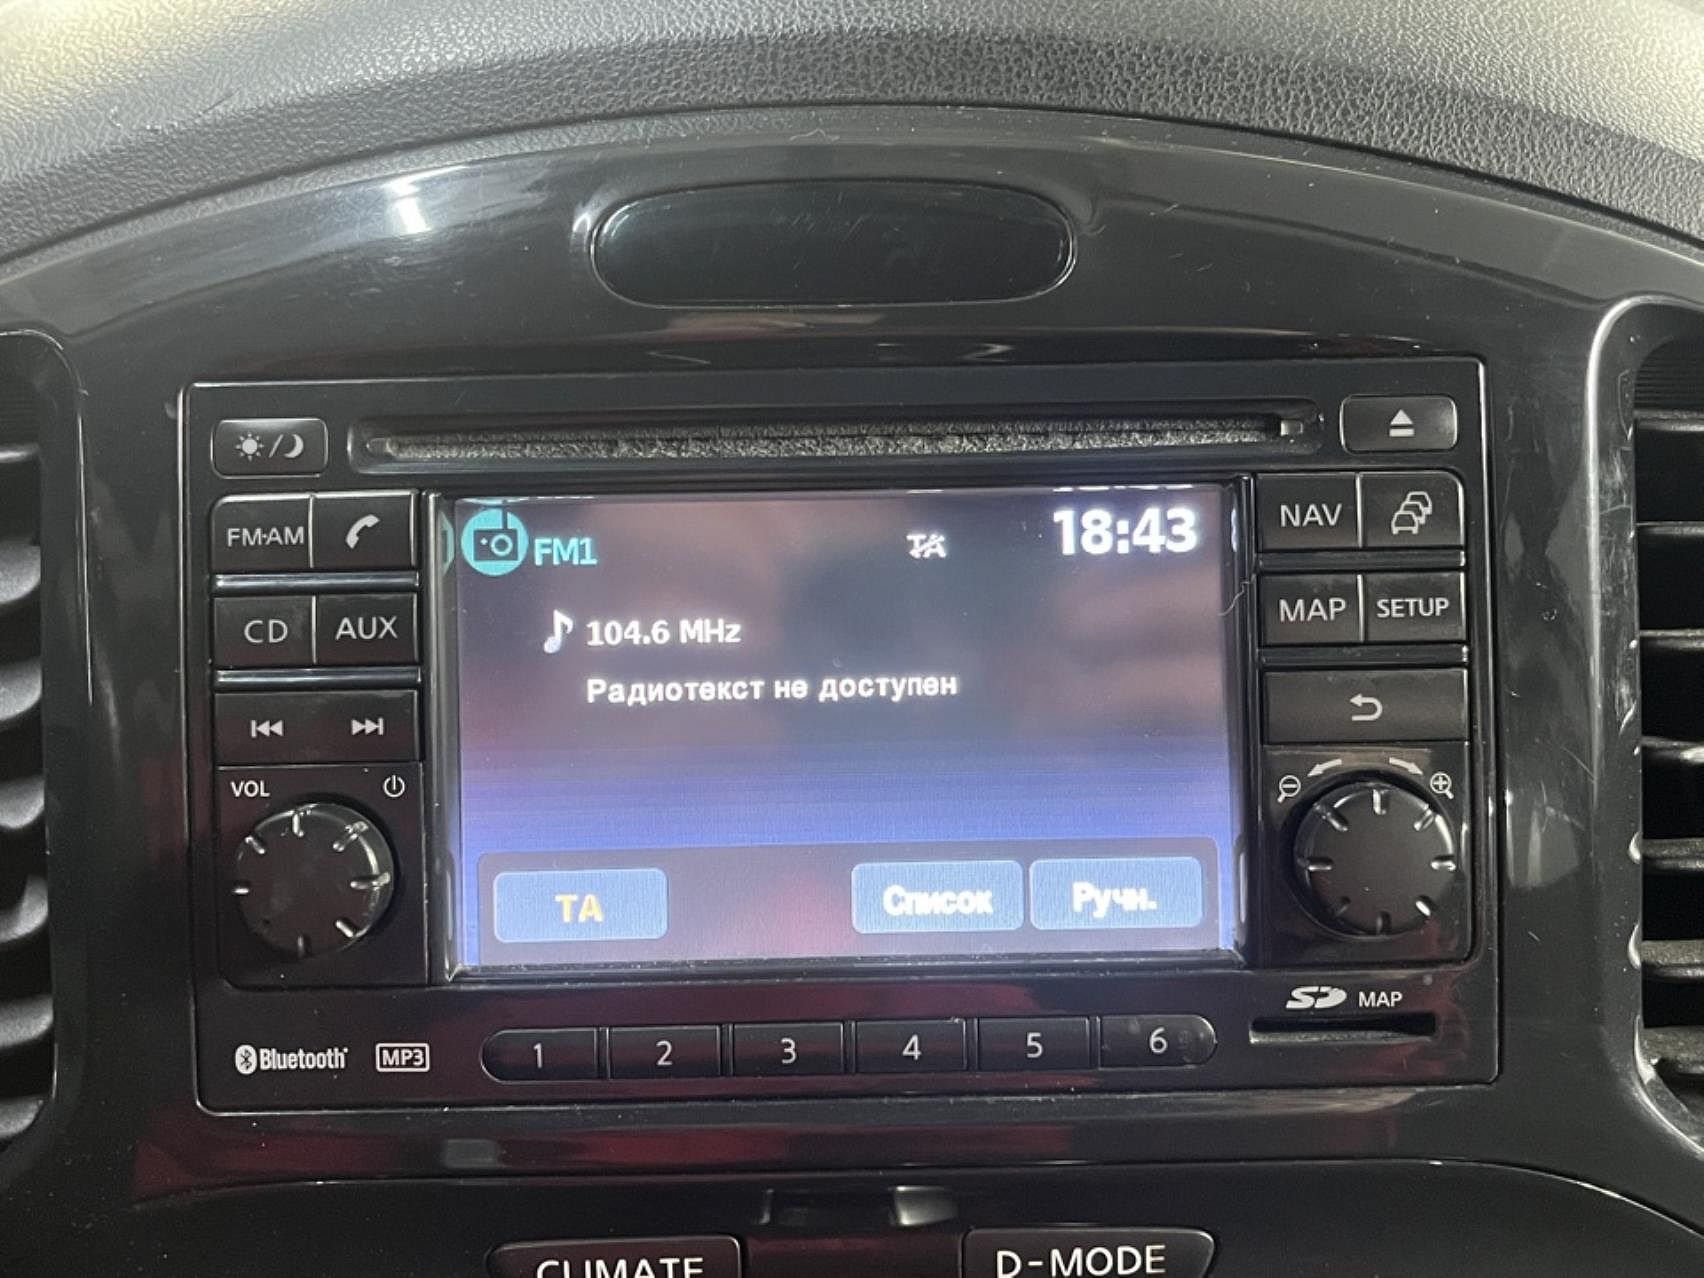 FM·AM
FM1
TA
18:43
NAV
104.6 MHz
CD
AUX
MAP
SETUP
Радиотекст не доступен
VOL
TA
Список
Ручн.
SD MAP
Bluetooth
MP3
1
2
3
4
5
6
CLIMATE
D-MODE